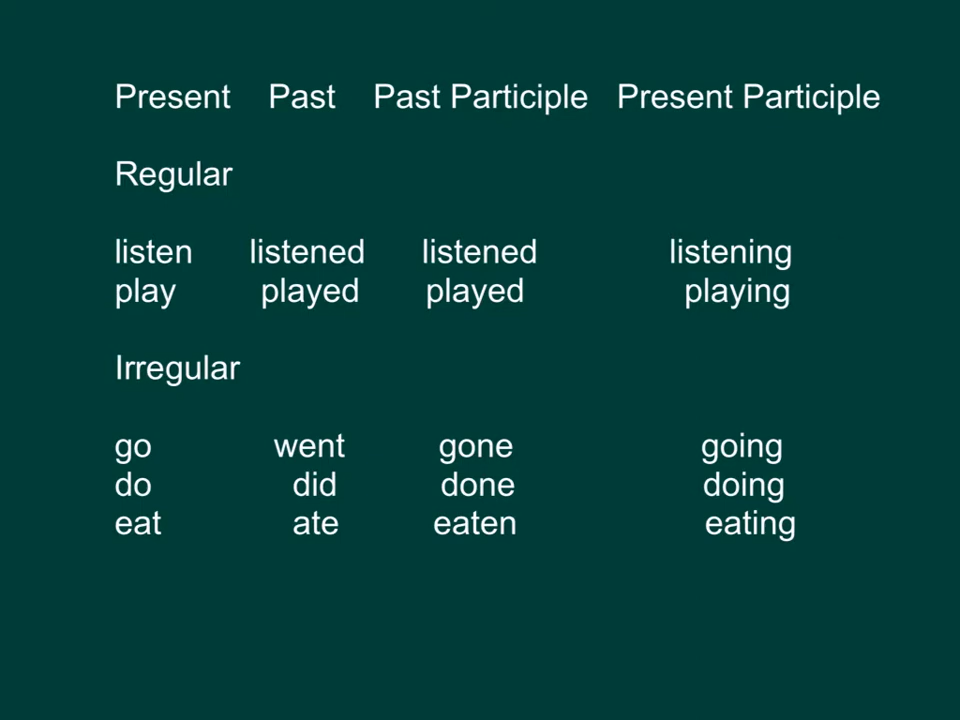 Present Past Past Participle Present Participle
Regular
listen listened listened listening
play played played playing
Irregular
go went gone going
do did done doing
eat ate eaten eating